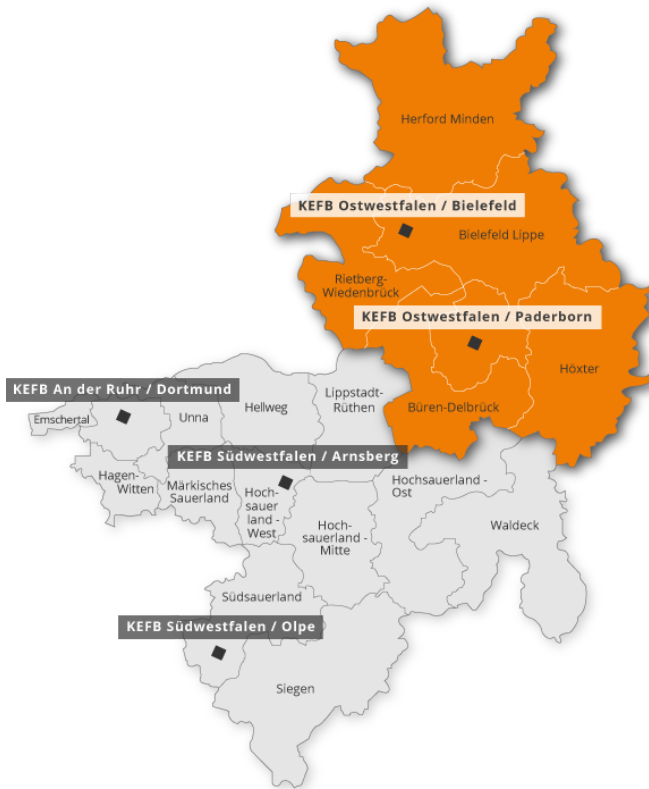 Herford Minden
KEFB Ostwestfalen / Bielefeld
Bielefeld Lippe
Rietberg-
Wiedenbrück
KEFB Ostwestfalen / Paderborn
Höxter
KEFB An der Ruhr / Dortmund
Lippstadt-
Rüthen
Hellweg
Büren-Delbrück
Emschertal
Unna
KEFB Südwestfalen / Arnsberg
Hagen-
Witten
Märkisches
Sauerland
Hoch-
sauer
land -
West
Hochsauerland -
Ost
Hoch-
sauerland -
Mitte
Waldeck
Südsauerland
KEFB Südwestfalen / Olpe
Siegen